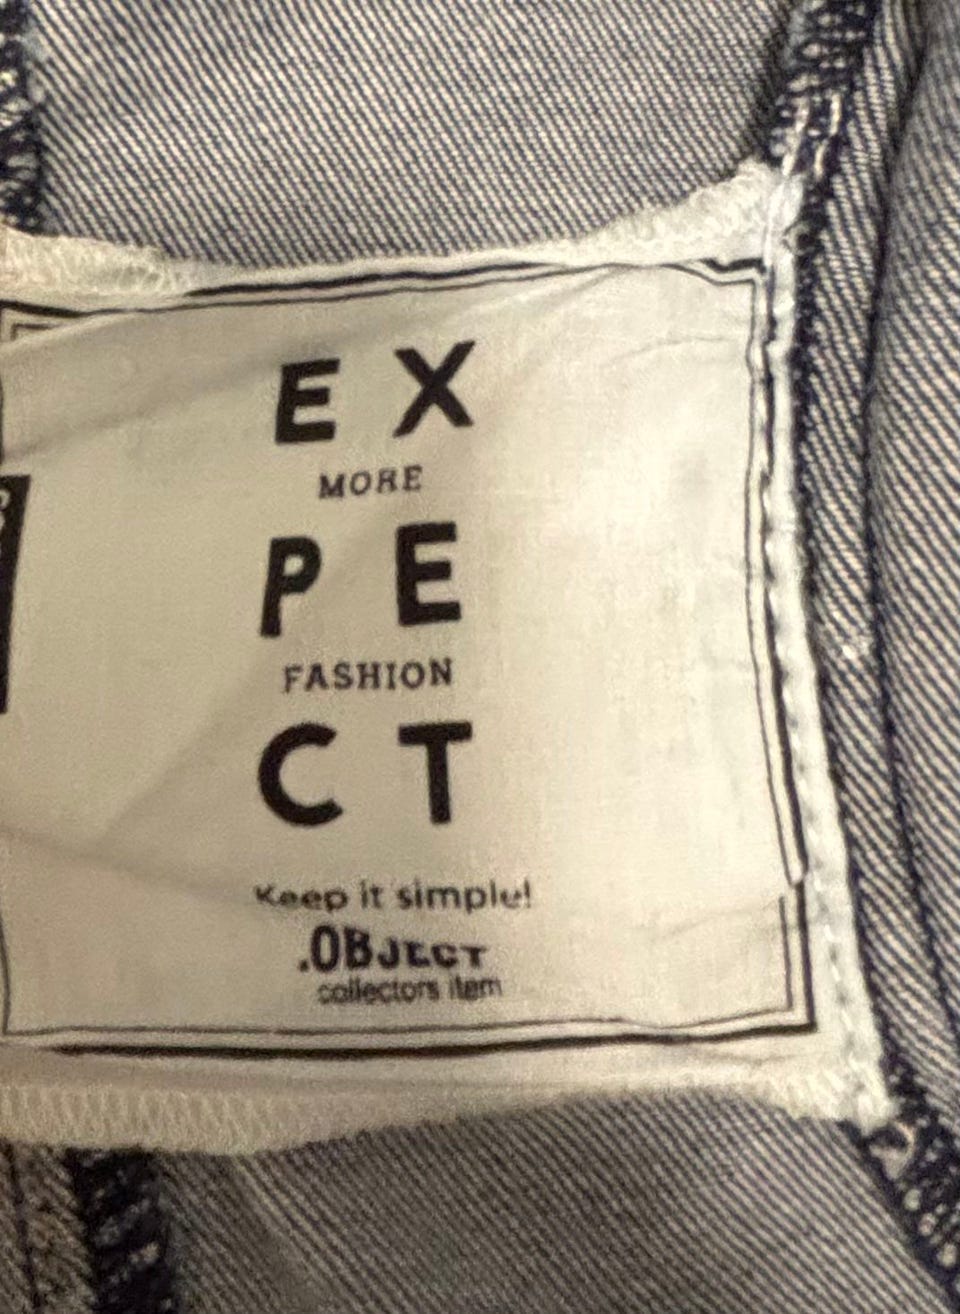 EX
MORE
PE
FASHION
CT
Keep it simple!
.OBJECT
collectors item